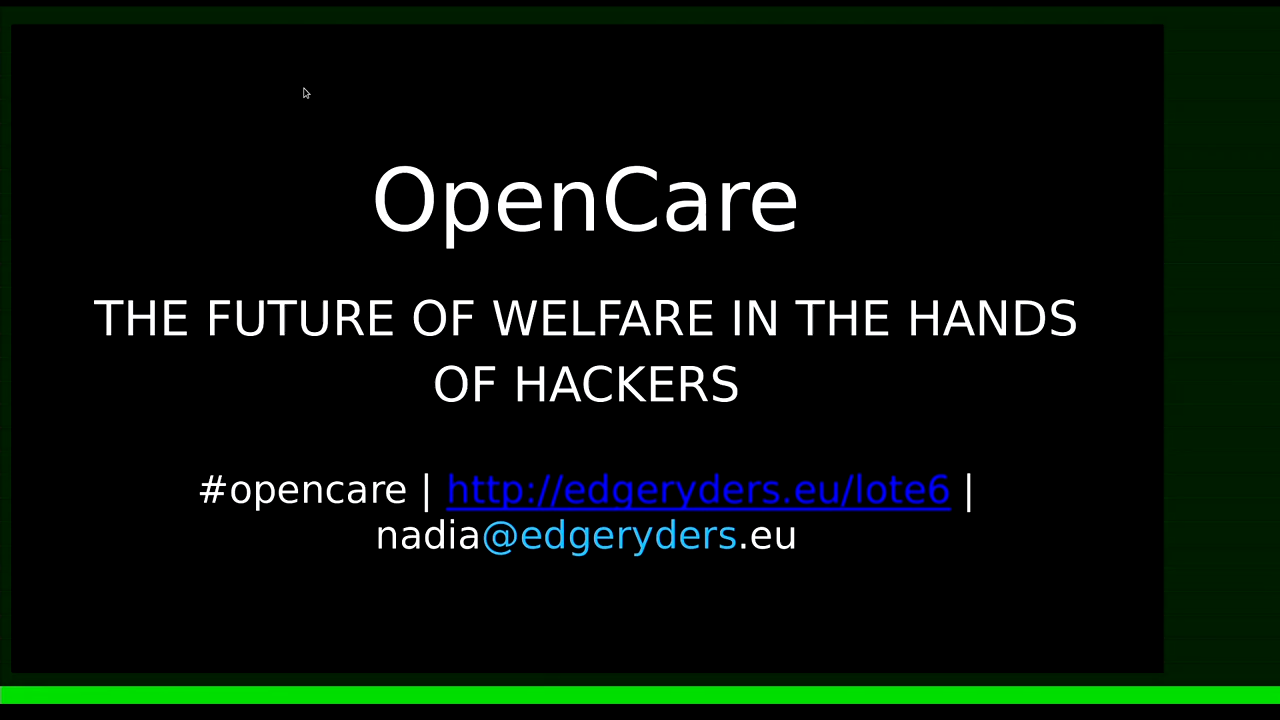 OpenCare
THE FUTURE OF WELFARE IN THE HANDS
OF HACKERS
#opencare | http://edgeryders.eu/lote6 |
nadia@edgeryders.eu